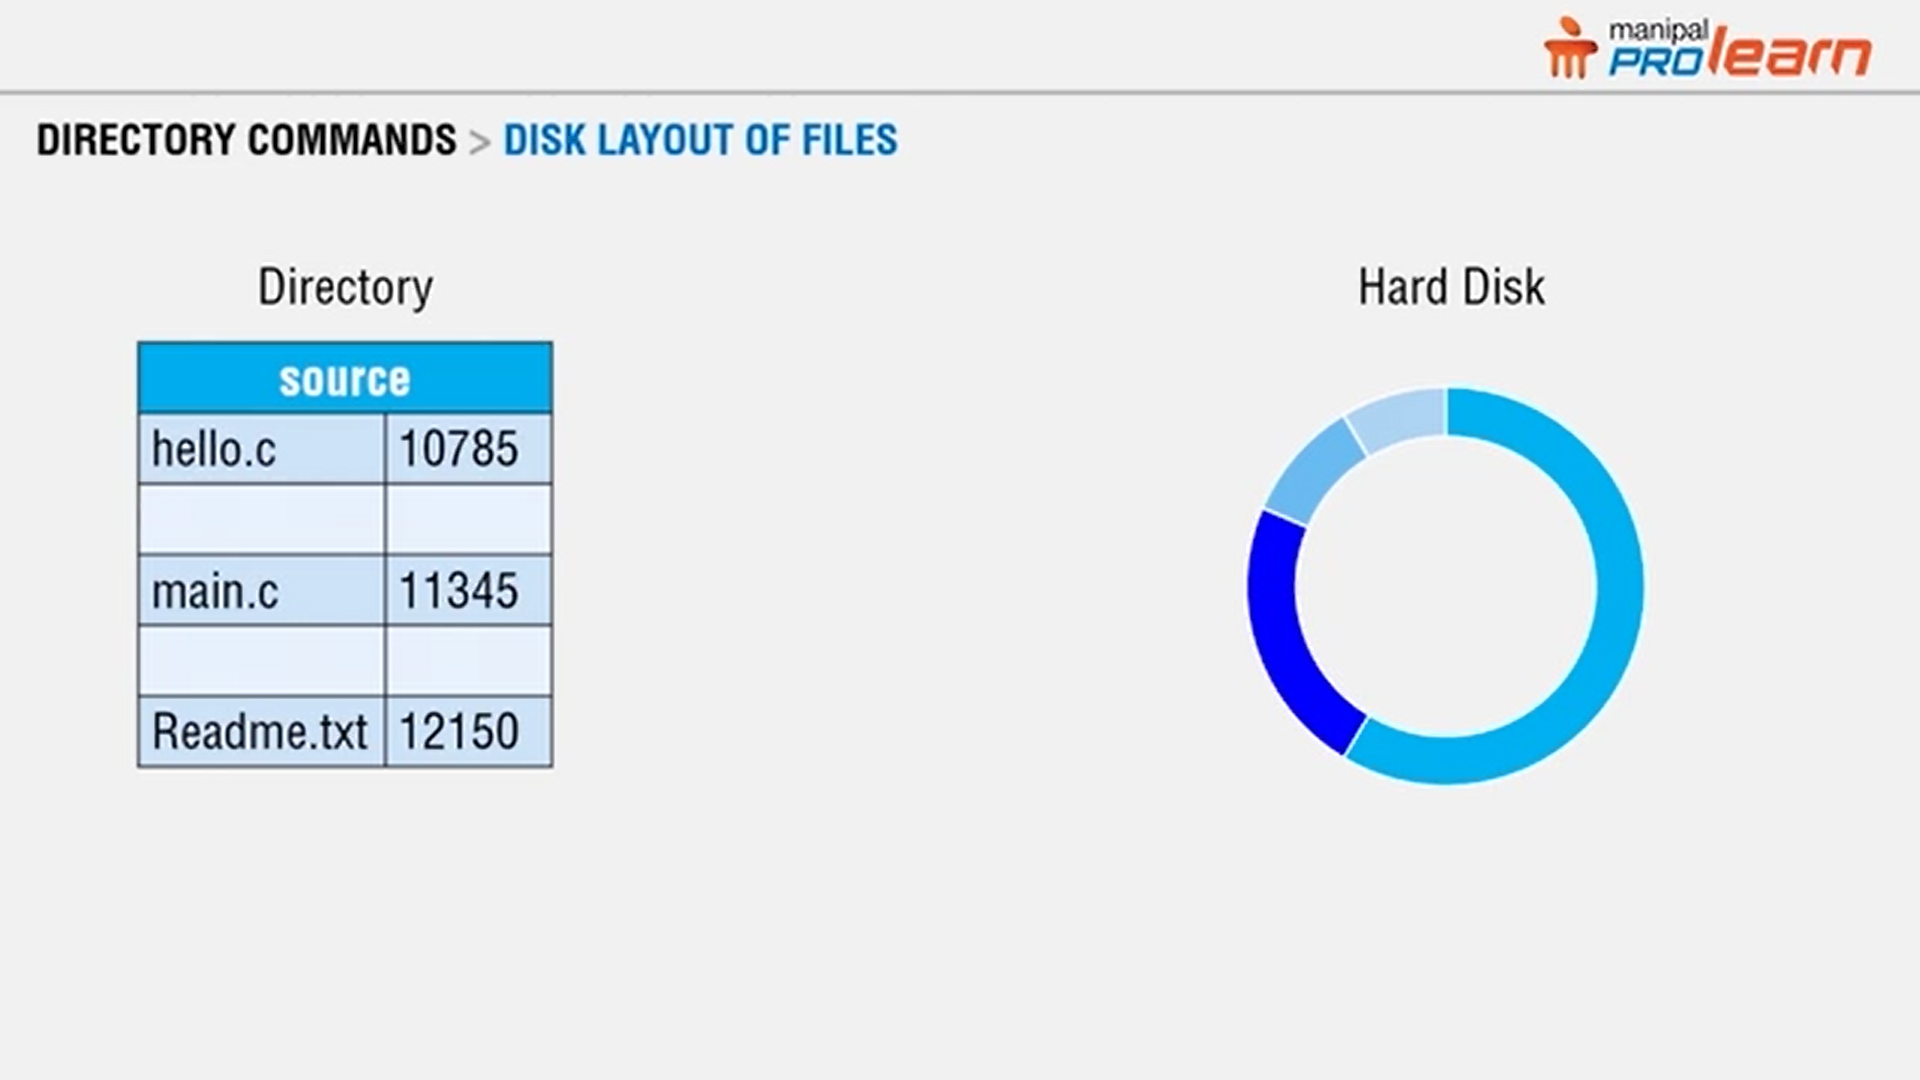 manipal
PROlearn
DIRECTORY COMMANDS > DISK LAYOUT OF FILES
Directory
Hard Disk
source
hello.c 10785
main.c 11345
Readme.txt 12150